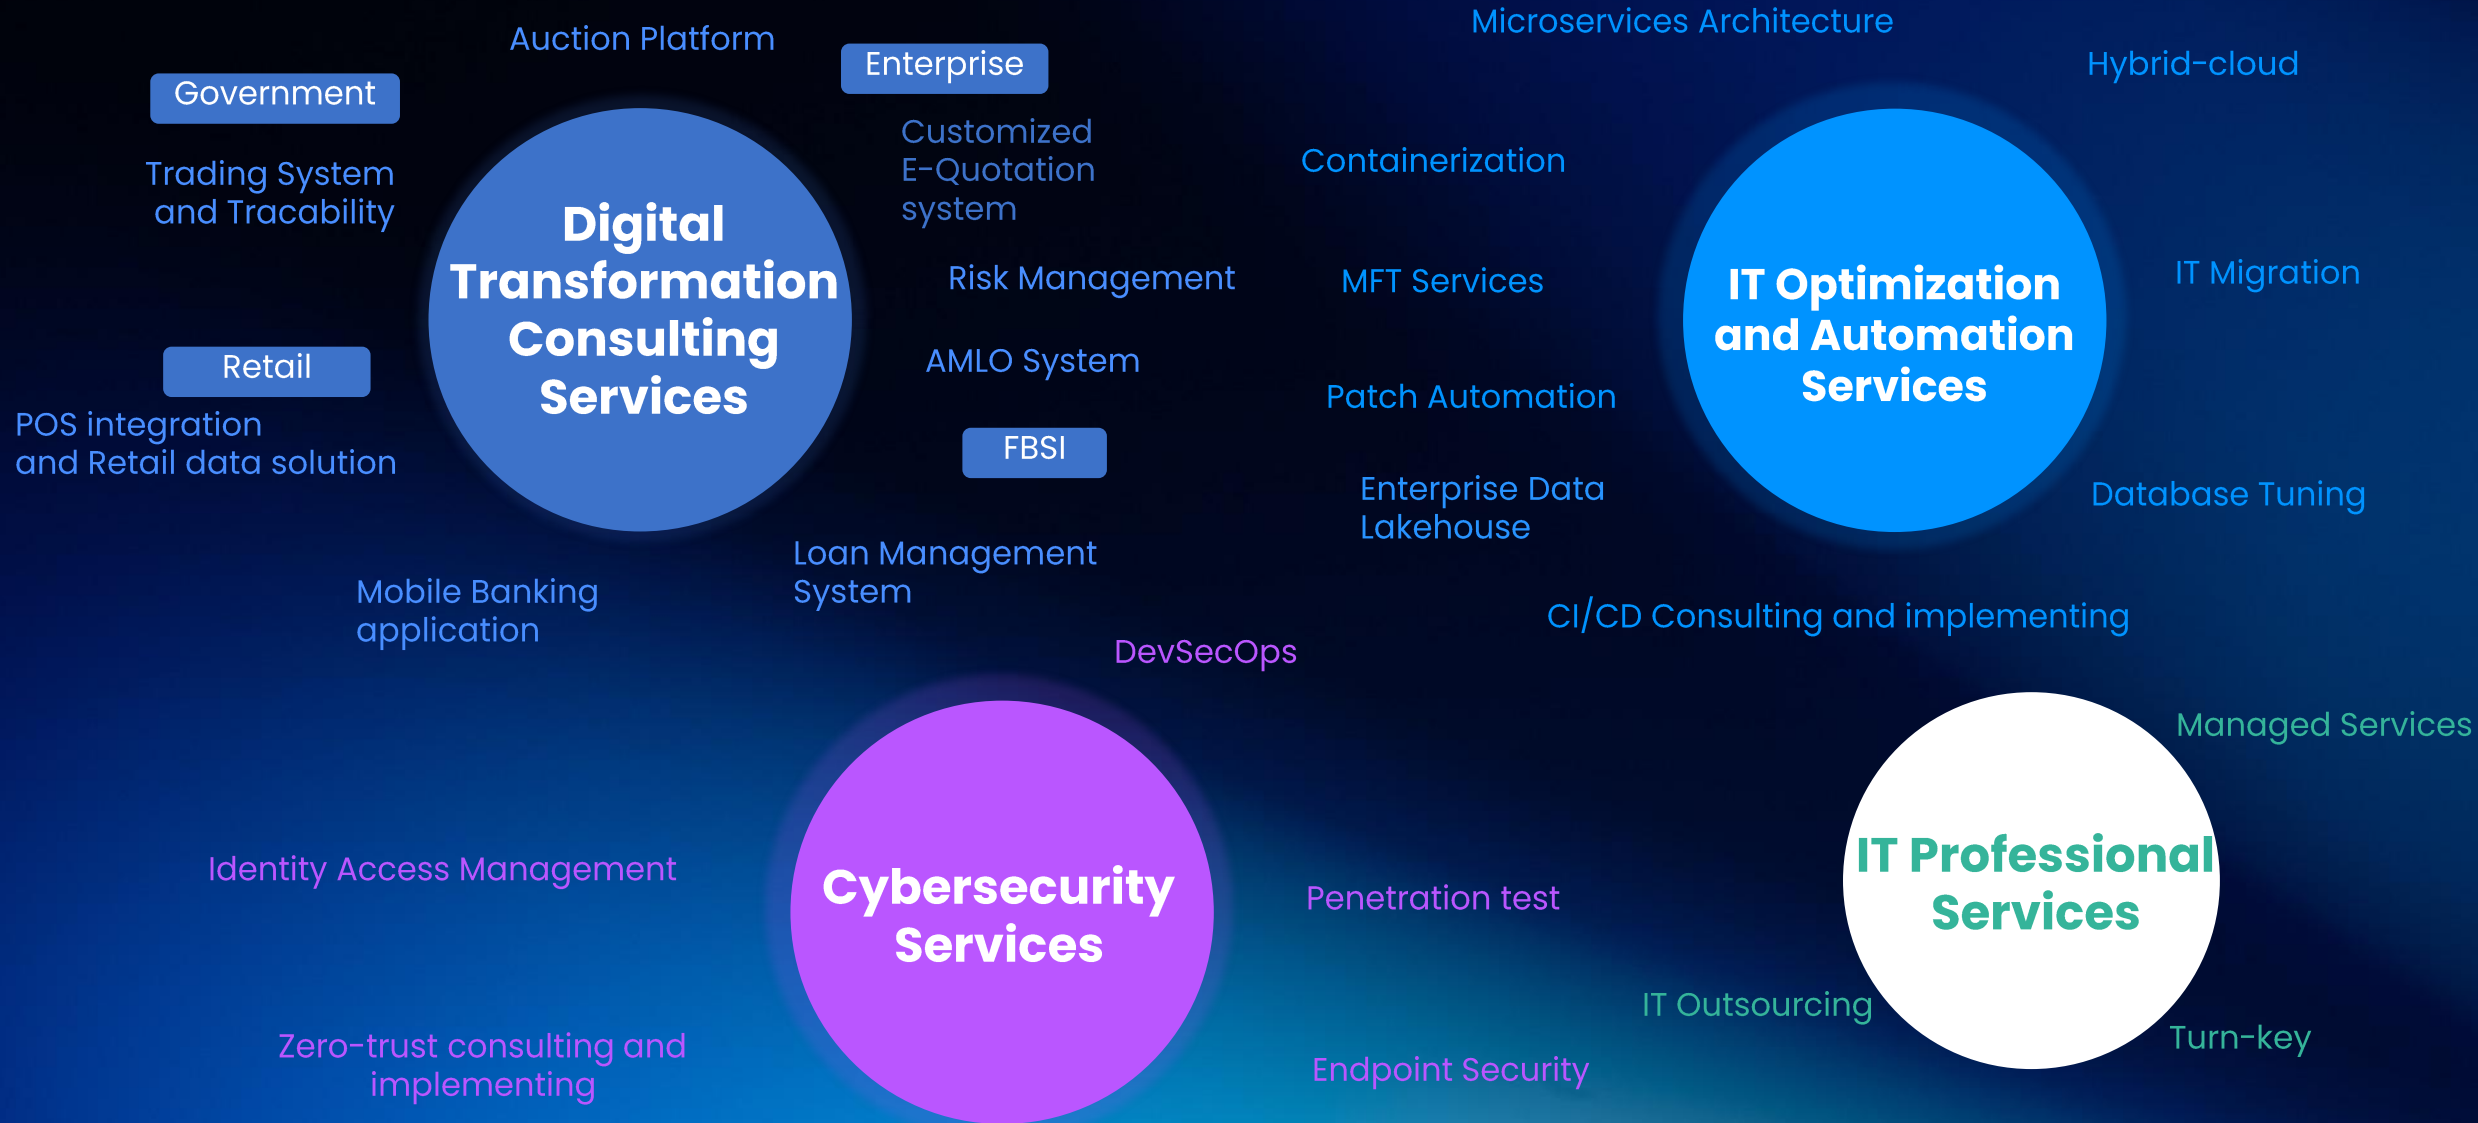 Auction Platform
Government
Trading System
and Tracability
Enterprise
Customized
E-Quotation
system
Digital
Transformation
Consulting
Services
Risk Management
AMLO System
Retail
POS integration
and Retail data solution
FBSI
Loan Management
System
Mobile Banking
application
Microservices Architecture
Hybrid-cloud
Containerization
MFT Services
IT Optimization
and Automation
Services
IT Migration
Patch Automation
Enterprise Data
Lakehouse
Database Tuning
CI/CD Consulting and implementing
DevSecOps
Identity Access Management
Cybersecurity
Services
Penetration test
Zero-trust consulting and
implementing
Endpoint Security
Managed Services
IT Professional
Services
IT Outsourcing
Turn-key